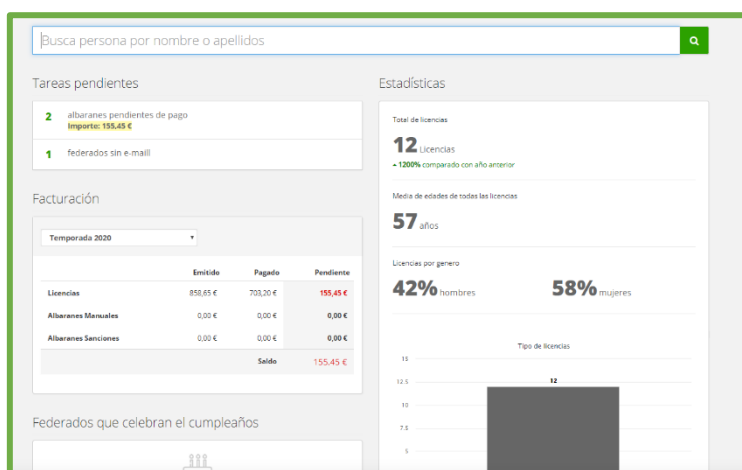 Busca persona por nombre o apellidos
Tareas pendientes
2 albaranes pendientes de pago
Importe: 155,45 €
1 federados sin e-maill
Facturación
Temporada 2020
Emitido Pagado Pendiente
Licencias 858,65 € 703,20 € 155,45 €
Albaranes Manuales 0,00 € 0,00 € 0,00 €
Albaranes Sanciones 0,00 € 0,00 € 0,00 €
Saldo 155.45 €
Federados que celebran el cumpleaños
Estadísticas
Total de licencias
12 Licencias
1200% comparado con año anterior
Media de edades de todas las licencias
57 años
Licencias por genero
42% hombres 58% mujeres
Tipo de licencias
15
12.5
12
10
7.5
5